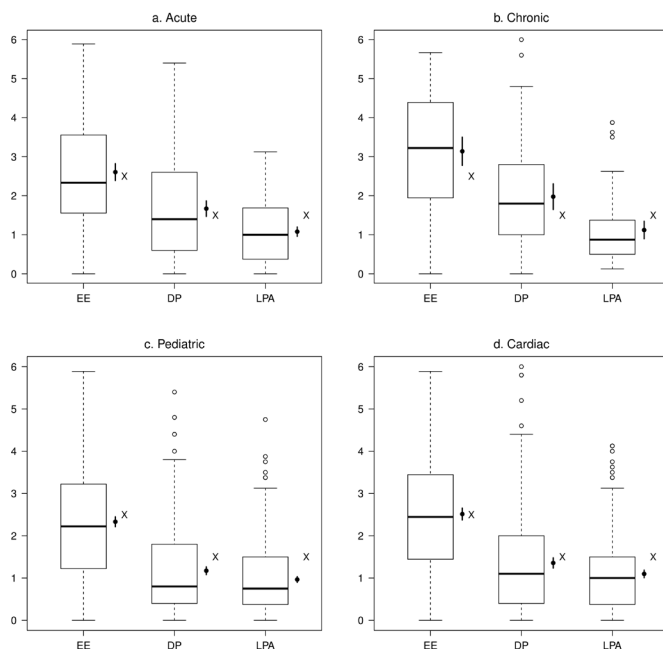 a. Acute
6
5
4
3
2
1
0
X
X
X
EE DP LPA
b. Chronic
6
5
4
3
2
1
0
X
X
X
EE DP LPA
c. Pediatric
6
5
4
3
2
1
0
X
X
X
EE DP LPA
d. Cardiac
6
5
4
3
2
1
0
X
X
X
EE DP LPA